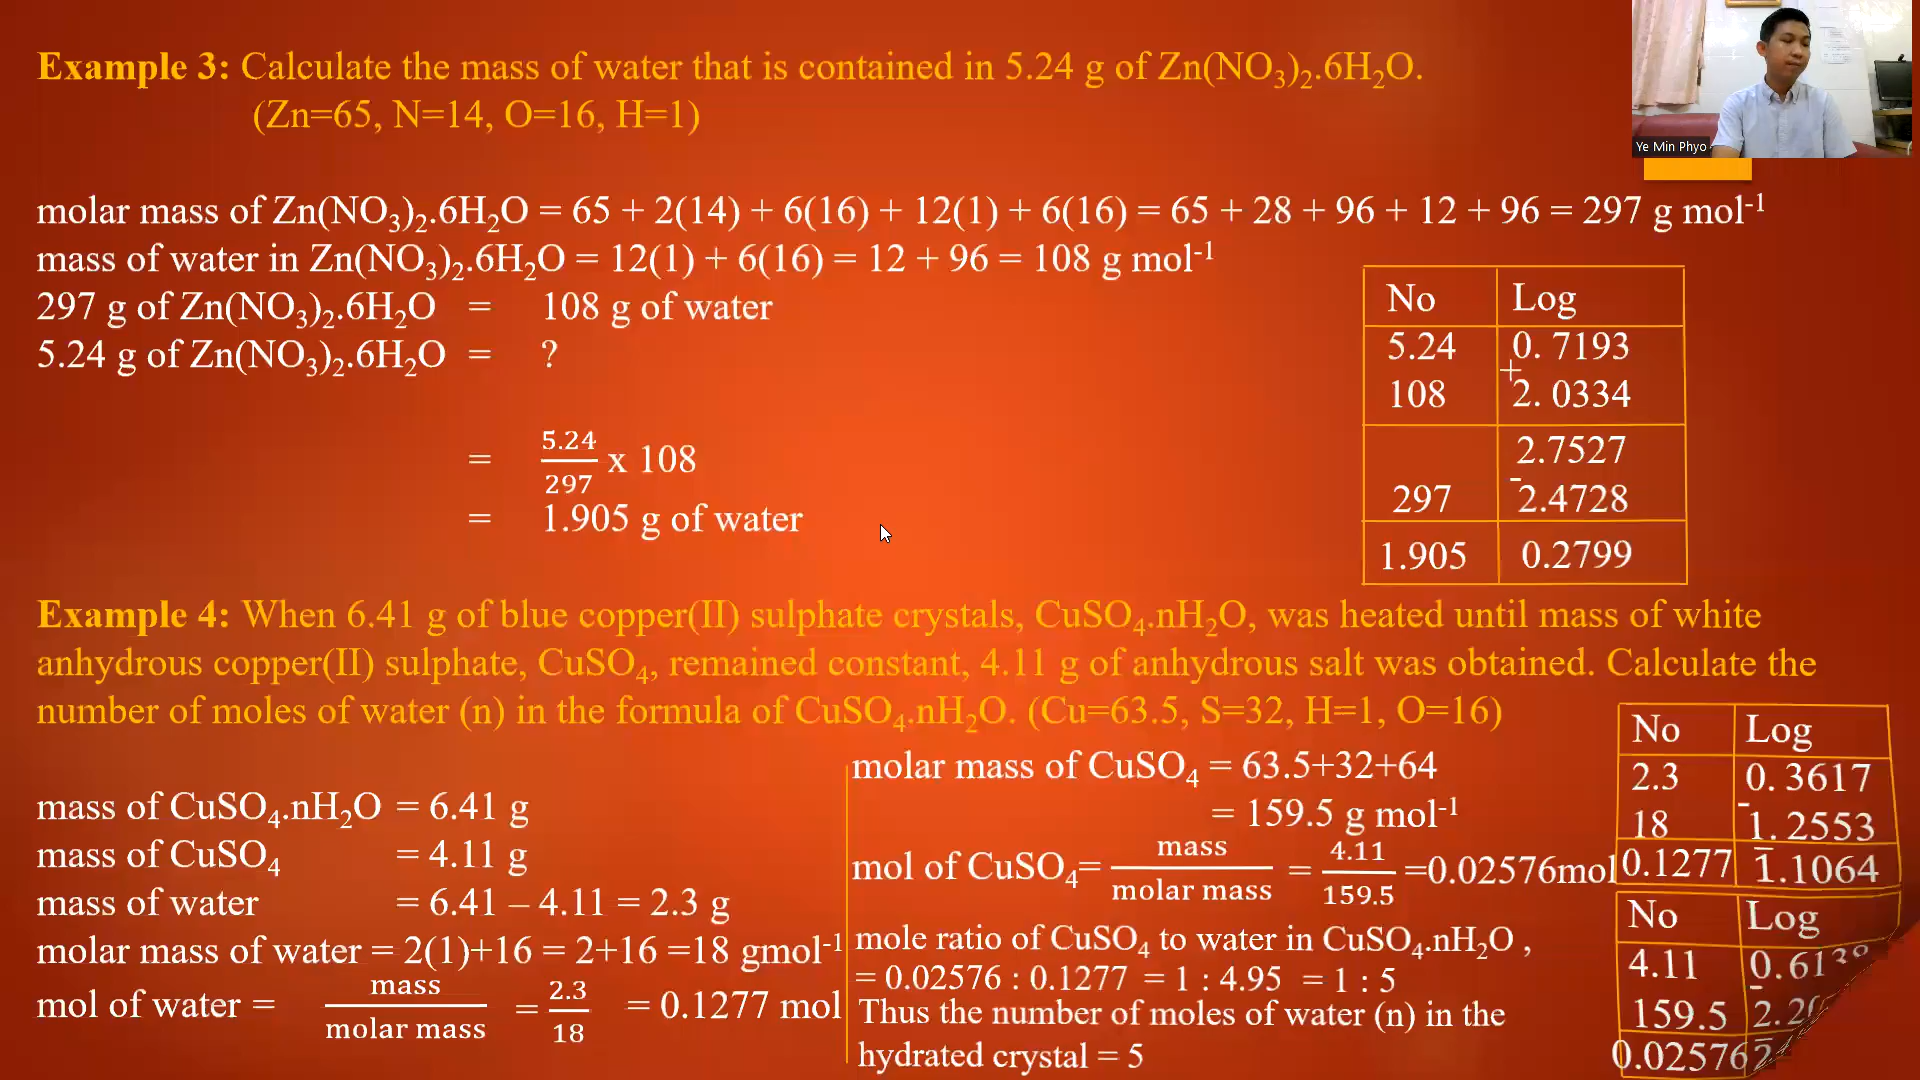 Example 3: Calculate the mass of water that is contained in 5.24 g of Zn(NO₃)₂.6H₂O.
(Zn=65, N=14, O=16, H=1)
Ye Min Phyo
molar mass of Zn(NO₃)₂.6H₂O = 65 + 2(14) + 6(16) + 12(1) + 6(16) = 65 + 28 + 96 + 12 + 96 = 297 g mol⁻¹
mass of water in Zn(NO₃)₂.6H₂O = 12(1) + 6(16) = 12 + 96 = 108 g mol⁻¹
297 g of Zn(NO₃)₂.6H₂O = 108 g of water
5.24 g of Zn(NO₃)₂.6H₂O = ?
= 5.24/297 x 108
= 1.905 g of water
No Log
5.24 0. 7193
+
108 2. 0334
2.7527
-
297 2.4728
1.905 0.2799
Example 4: When 6.41 g of blue copper(II) sulphate crystals, CuSO₄.nH₂O, was heated until mass of white
anhydrous copper(II) sulphate, CuSO₄, remained constant, 4.11 g of anhydrous salt was obtained. Calculate the
number of moles of water (n) in the formula of CuSO₄.nH₂O. (Cu=63.5, S=32, H=1, O=16)
mass of CuSO₄.nH₂O = 6.41 g
mass of CuSO₄ = 4.11 g
mass of water = 6.41 – 4.11 = 2.3 g
molar mass of water = 2(1)+16 = 2+16 =18 gmol⁻¹
mol of water = mass/molar mass = 2.3/18 = 0.1277 mol
molar mass of CuSO₄ = 63.5+32+64
= 159.5 g mol⁻¹
mol of CuSO₄= mass/molar mass = 4.11/159.5 =0.02576mol
mole ratio of CuSO₄ to water in CuSO₄.nH₂O ,
= 0.02576 : 0.1277 = 1 : 4.95 = 1 : 5
Thus the number of moles of water (n) in the
hydrated crystal = 5
No Log
2.3 0. 3617
-
18 1. 2553
0.1277 1̅.1064
No Log
4.11
-
159.5
0.02576